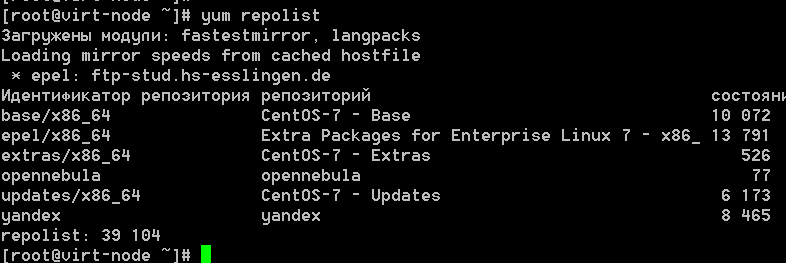 [root@virt-node ~]# yum repolist
Загружены модули: fastestmirror, langpacks
Loading mirror speeds from cached hostfile
 * epel: ftp-stud.hs-esslingen.de
Идентификатор репозитория репозиторий состояни
base/x86_64 CentOS-7 - Base 10 072
epel/x86_64 Extra Packages for Enterprise Linux 7 - x86_ 13 791
extras/x86_64 CentOS-7 - Extras 526
opennebula opennebula 77
updates/x86_64 CentOS-7 - Updates 6 173
yandex yandex 8 465
repolist: 39 104
[root@virt-node ~]#